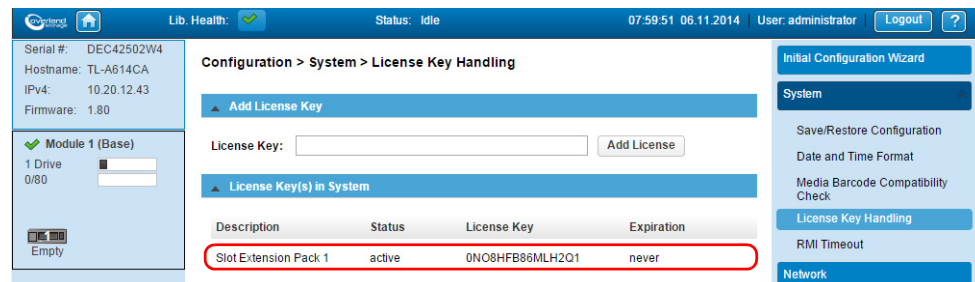 overland storage
Lib. Health:
Status: Idle
07:59:51 06.11.2014
User: administrator
Logout
?
Serial #: DEC42502W4
Hostname: TL-A614CA
IPv4: 10.20.12.43
Firmware: 1.80
Module 1 (Base)
1 Drive
0/80
1
Empty
Configuration > System > License Key Handling
Add License Key
License Key:
Add License
License Key(s) in System
Description Status License Key Expiration
Slot Extension Pack 1 active 0NO8HFB86MLH2Q1 never
Initial Configuration Wizard
System
Save/Restore Configuration
Date and Time Format
Media Barcode Compatibility
Check
License Key Handling
RMI Timeout
Network